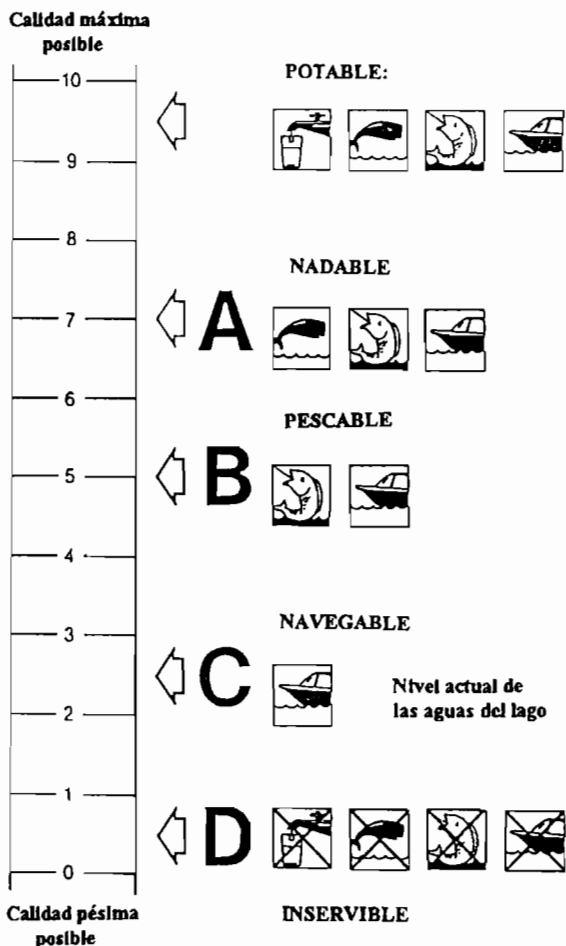 Calidad máxima
posible
10
POTABLE:
9
8
NADABLE
7
A
6
PESCABLE
5
B
4
NAVEGABLE
3
C
Nivel actual de
las aguas del lago
2
1
D
0
Calidad pésima
posible
INSERVIBLE